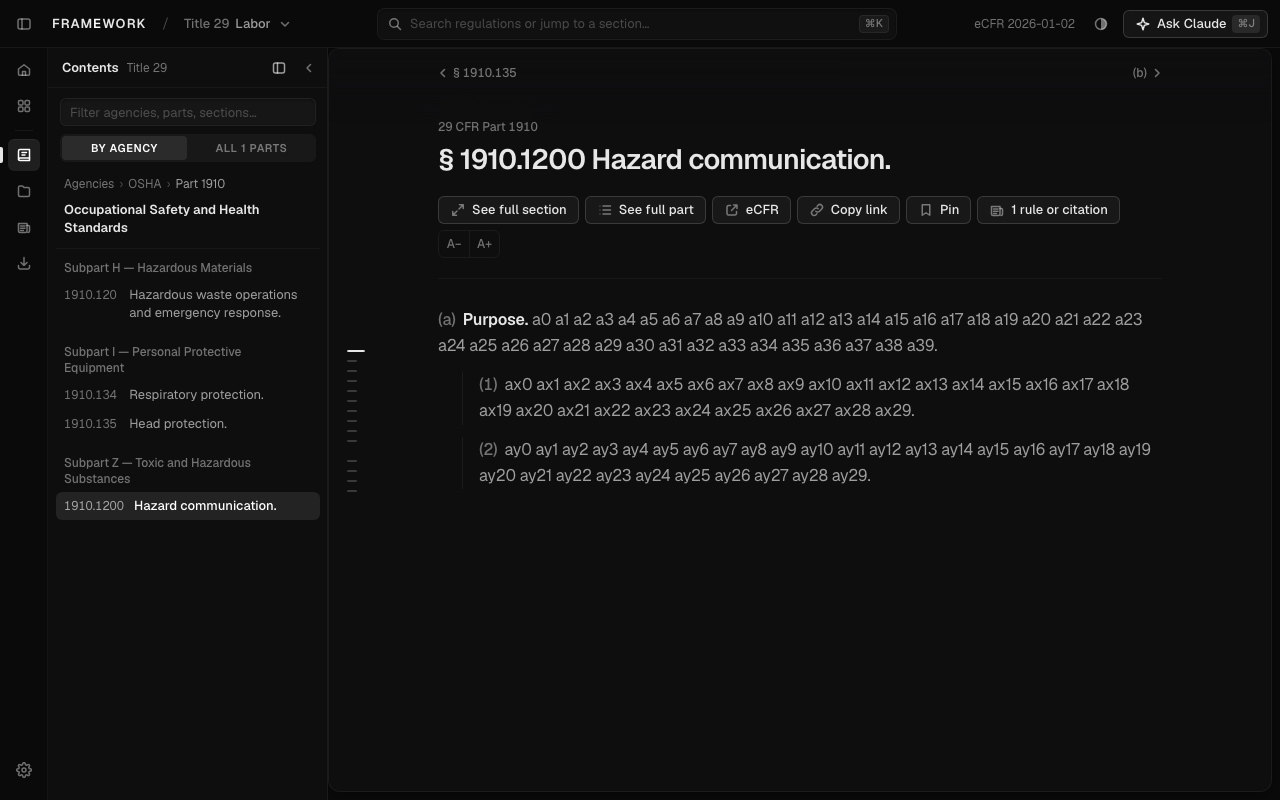 FRAMEWORK / Title 29 Labor
Search regulations or jump to a section… ⌘K
eCFR 2026-01-02
Ask Claude ⌘J
Contents Title 29
Filter agencies, parts, sections…
BY AGENCY ALL 1 PARTS
Agencies › OSHA › Part 1910
Occupational Safety and Health
Standards
Subpart H — Hazardous Materials
1910.120 Hazardous waste operations
and emergency response.
Subpart I — Personal Protective
Equipment
1910.134 Respiratory protection.
1910.135 Head protection.
Subpart Z — Toxic and Hazardous
Substances
1910.1200 Hazard communication.
§ 1910.135
(b)
29 CFR Part 1910
§ 1910.1200 Hazard communication.
See full section See full part eCFR Copy link Pin 1 rule or citation
A− A+
(a) Purpose. a0 a1 a2 a3 a4 a5 a6 a7 a8 a9 a10 a11 a12 a13 a14 a15 a16 a17 a18 a19 a20 a21 a22 a23
a24 a25 a26 a27 a28 a29 a30 a31 a32 a33 a34 a35 a36 a37 a38 a39.
(1) ax0 ax1 ax2 ax3 ax4 ax5 ax6 ax7 ax8 ax9 ax10 ax11 ax12 ax13 ax14 ax15 ax16 ax17 ax18
ax19 ax20 ax21 ax22 ax23 ax24 ax25 ax26 ax27 ax28 ax29.
(2) ay0 ay1 ay2 ay3 ay4 ay5 ay6 ay7 ay8 ay9 ay10 ay11 ay12 ay13 ay14 ay15 ay16 ay17 ay18 ay19
ay20 ay21 ay22 ay23 ay24 ay25 ay26 ay27 ay28 ay29.